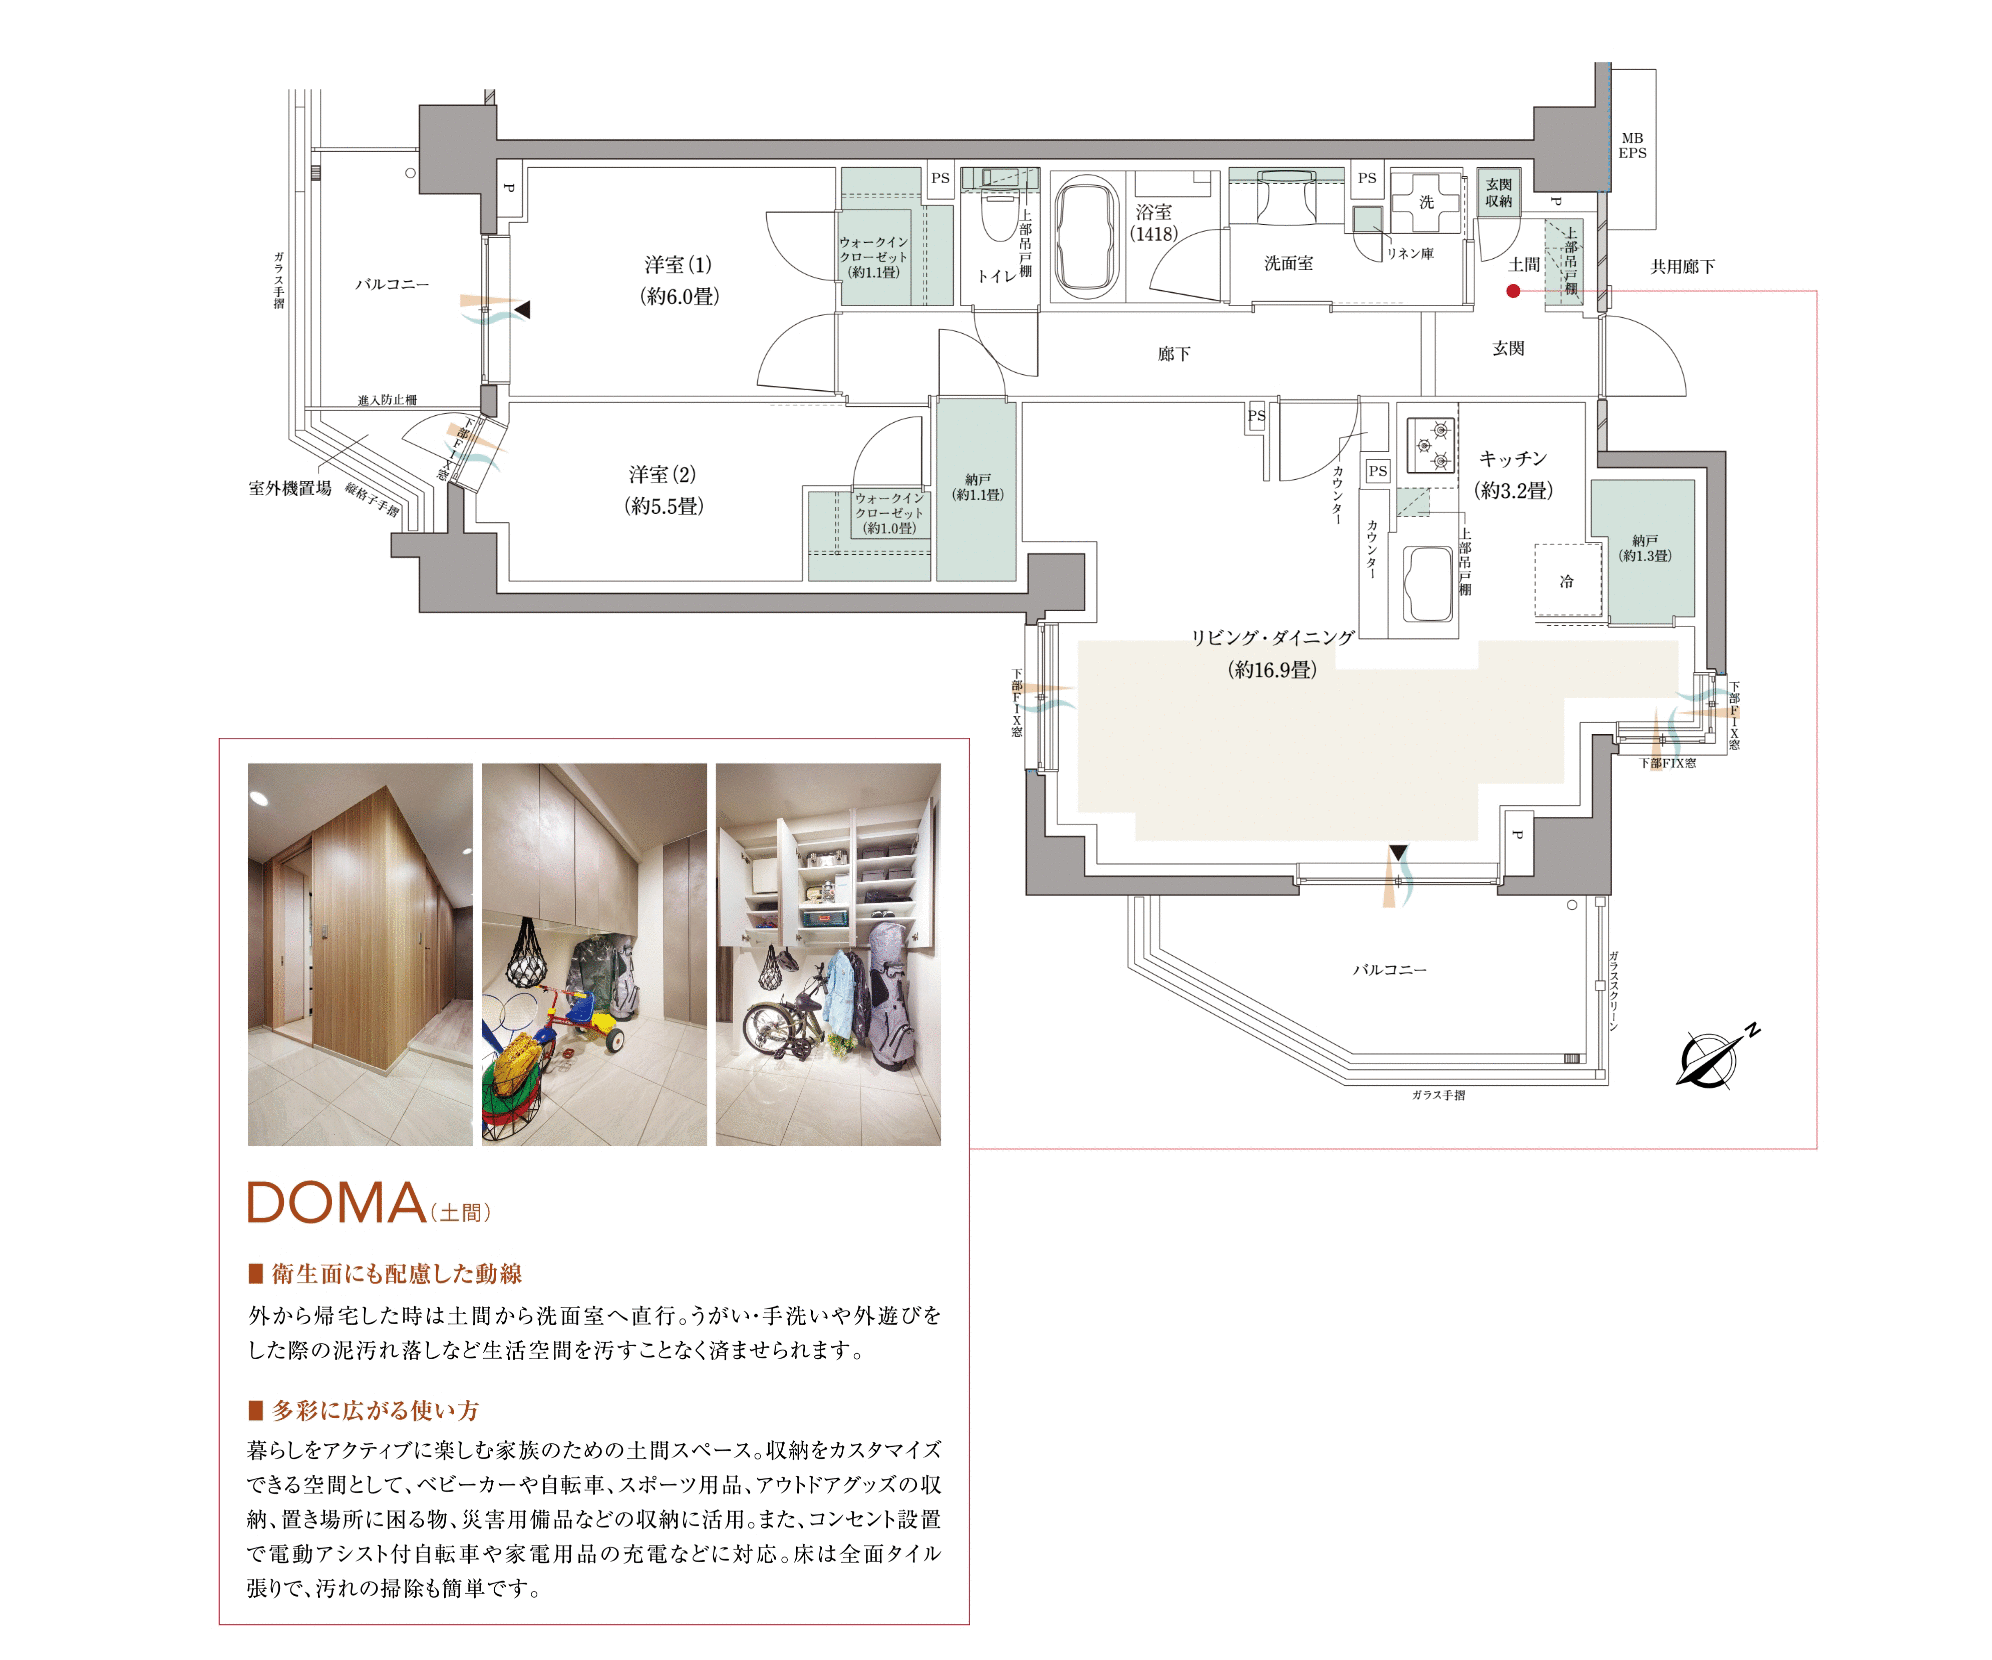 MB
EPS
P
PS
PS
洗
玄関
収納
P
上部吊戸棚
土間
共用廊下
ウォークイン
クローゼット
(約1.1畳)
上部吊戸棚
トイレ
浴室
(1418)
洗面室
リネン庫
洋室(1)
(約6.0畳)
バルコニー
ガラス手摺
廊下
玄関
進入防止柵
下部FIX窓
室外機置場
縦格子手摺
洋室(2)
(約5.5畳)
ウォークイン
クローゼット
(約1.0畳)
納戸
(約1.1畳)
PS
カウンター
PS
カウンター
キッチン
(約3.2畳)
上部吊戸棚
冷
納戸
(約1.3畳)
リビング・ダイニング
(約16.9畳)
下部FIX窓
下部FIX窓
下部FIX窓
P
バルコニー
ガラススクリーン
ガラス手摺
N
DOMA(土間)
■ 衛生面にも配慮した動線
外から帰宅した時は土間から洗面室へ直行。うがい・手洗いや外遊びを
した際の泥汚れ落しなど生活空間を汚すことなく済ませられます。
■ 多彩に広がる使い方
暮らしをアクティブに楽しむ家族のための土間スペース。収納をカスタマイズ
できる空間として、ベビーカーや自転車、スポーツ用品、アウトドアグッズの収
納、置き場所に困る物、災害用備品などの収納に活用。また、コンセント設置
で電動アシスト付自転車や家電用品の充電などに対応。床は全面タイル
張りで、汚れの掃除も簡単です。